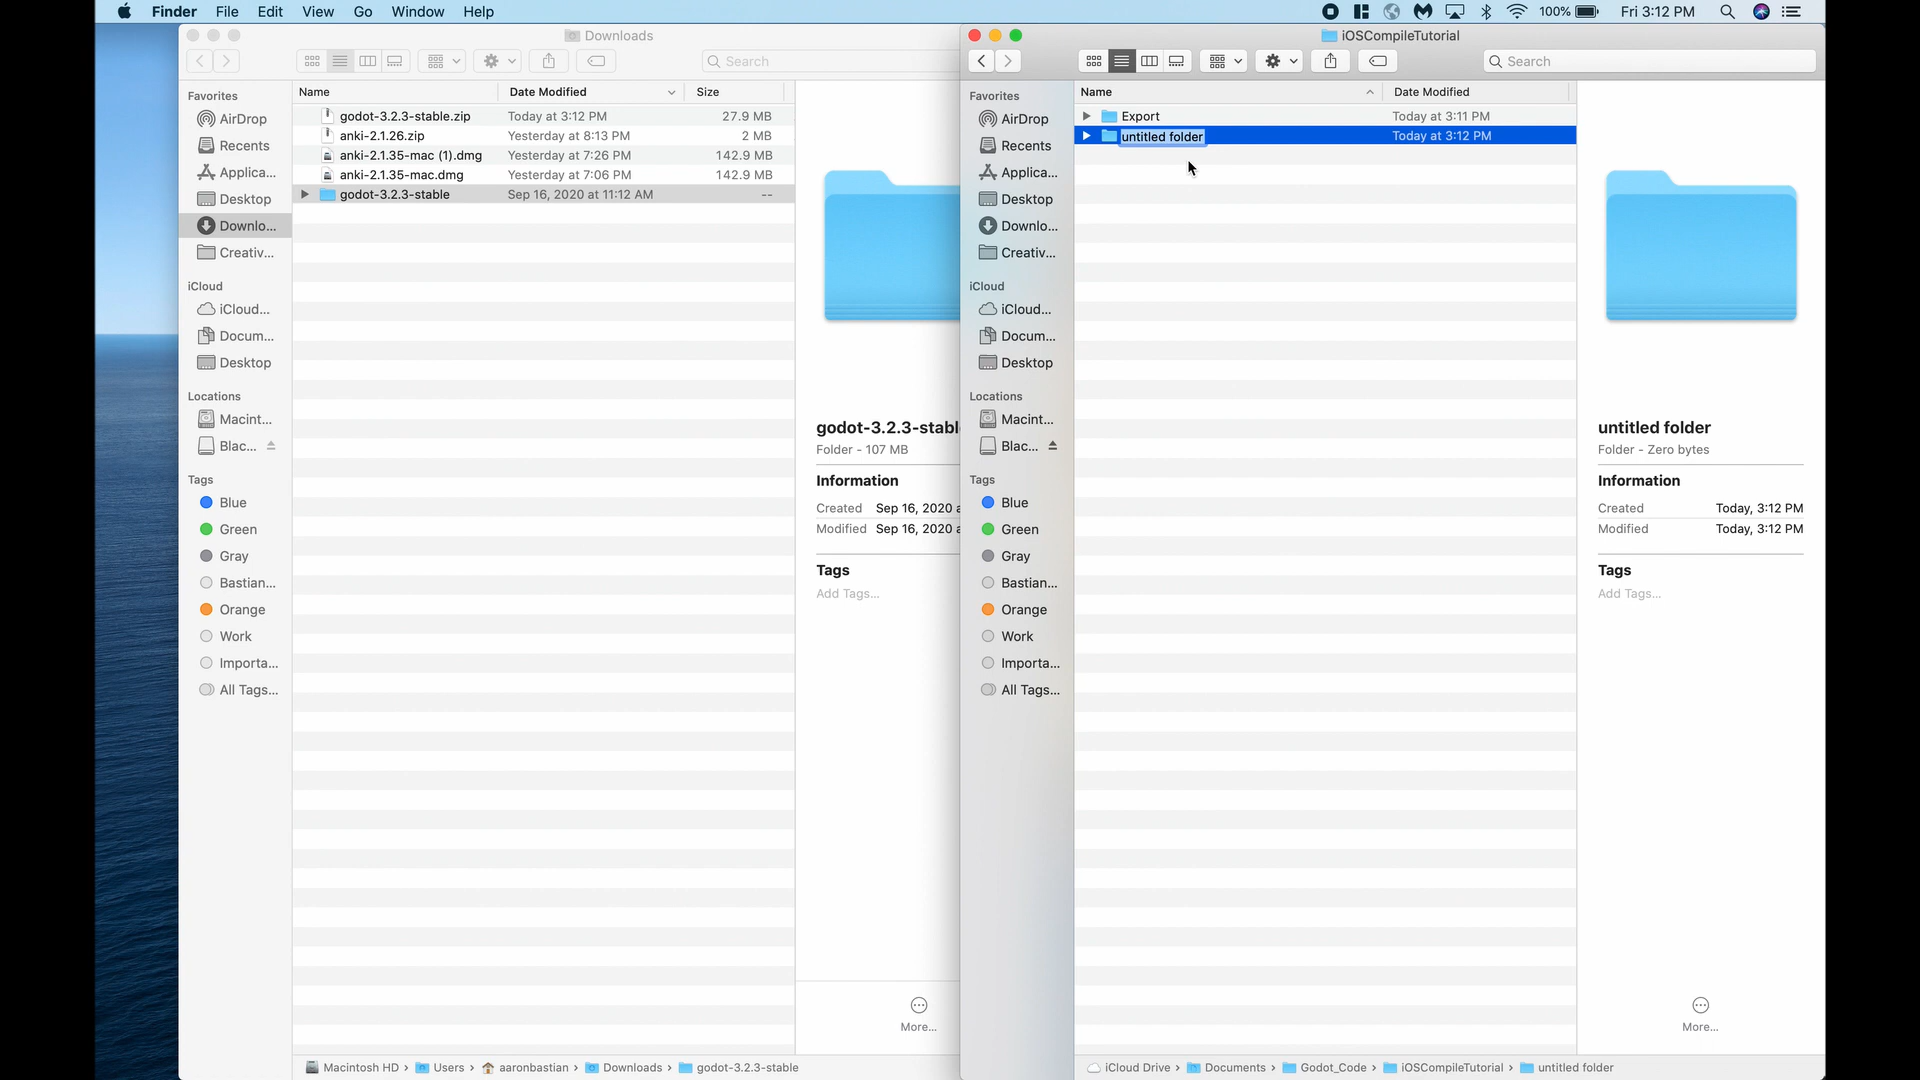 Finder File Edit View Go Window Help
100% Fri 3:12 PM
Downloads
Search
Favorites
AirDrop
Recents
Applica...
Desktop
Downlo...
Creativ...
iCloud
iCloud...
Docum...
Desktop
Locations
Macint...
Blac...
Tags
Blue
Green
Gray
Bastian...
Orange
Work
Importa...
All Tags...
Name Date Modified Size
godot-3.2.3-stable.zip Today at 3:12 PM 27.9 MB
anki-2.1.26.zip Yesterday at 8:13 PM 2 MB
anki-2.1.35-mac (1).dmg Yesterday at 7:26 PM 142.9 MB
anki-2.1.35-mac.dmg Yesterday at 7:06 PM 142.9 MB
godot-3.2.3-stable Sep 16, 2020 at 11:12 AM --
godot-3.2.3-stabl
Folder - 107 MB
Information
Created Sep 16, 2020 a
Modified Sep 16, 2020 a
Tags
Add Tags...
More...
Macintosh HD › Users › aaronbastian › Downloads › godot-3.2.3-stable
iOSCompileTutorial
Search
Favorites
AirDrop
Recents
Applica...
Desktop
Downlo...
Creativ...
iCloud
iCloud...
Docum...
Desktop
Locations
Macint...
Blac...
Tags
Blue
Green
Gray
Bastian...
Orange
Work
Importa...
All Tags...
Name Date Modified
Export Today at 3:11 PM
untitled folder Today at 3:12 PM
untitled folder
Folder - Zero bytes
Information
Created Today, 3:12 PM
Modified Today, 3:12 PM
Tags
Add Tags...
More...
iCloud Drive › Documents › Godot_Code › iOSCompileTutorial › untitled folder